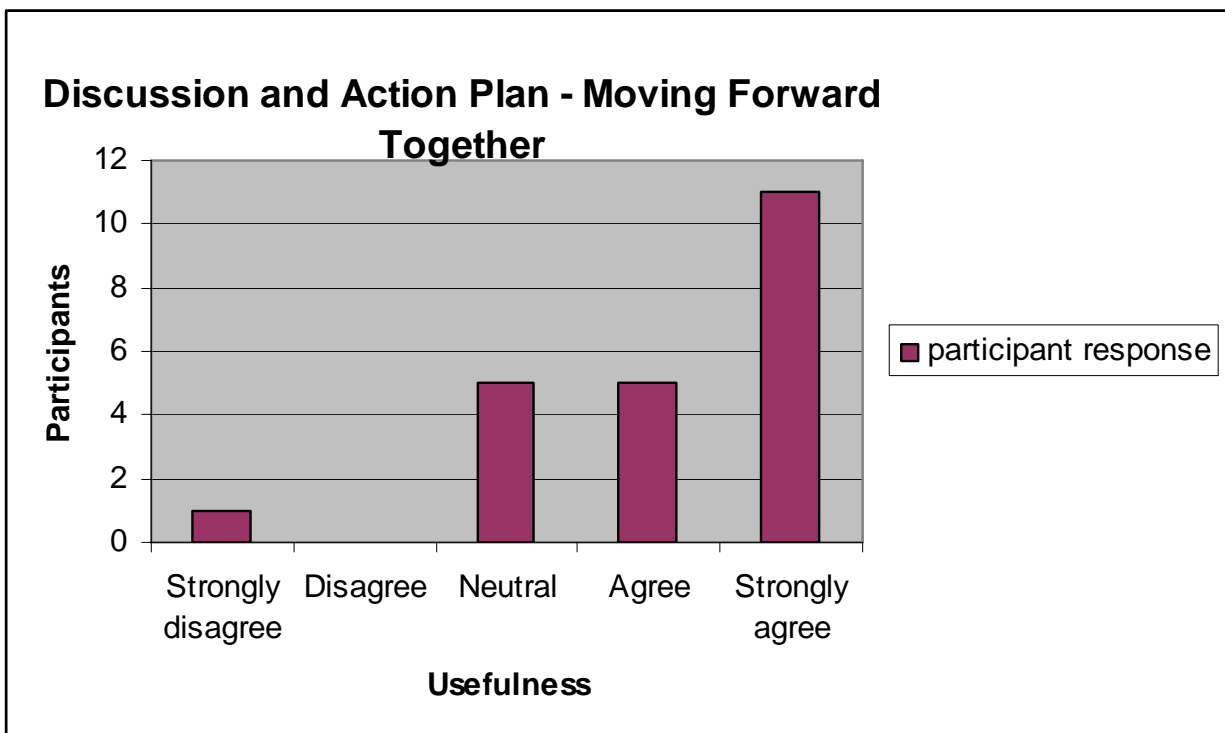 Discussion and Action Plan - Moving Forward
Together
12
10
8
6
4
2
0
Participants
Strongly
disagree
Disagree
Neutral
Agree
Strongly
agree
Usefulness
participant response